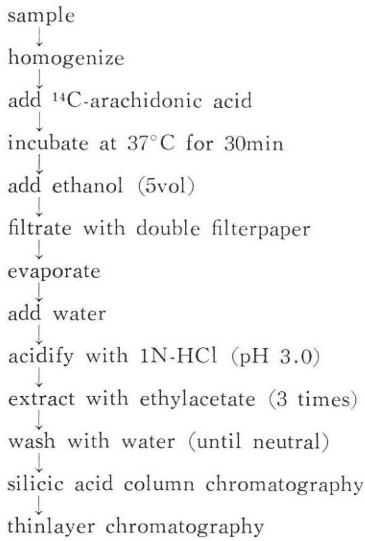 sample
homogenize
add ¹⁴C-arachidonic acid
incubate at 37°C for 30min
add ethanol (5vol)
filtrate with double filterpaper
evaporate
add water
acidify with 1N-HCl (pH 3.0)
extract with ethylacetate (3 times)
wash with water (until neutral)
silicic acid column chromatography
thinlayer chromatography